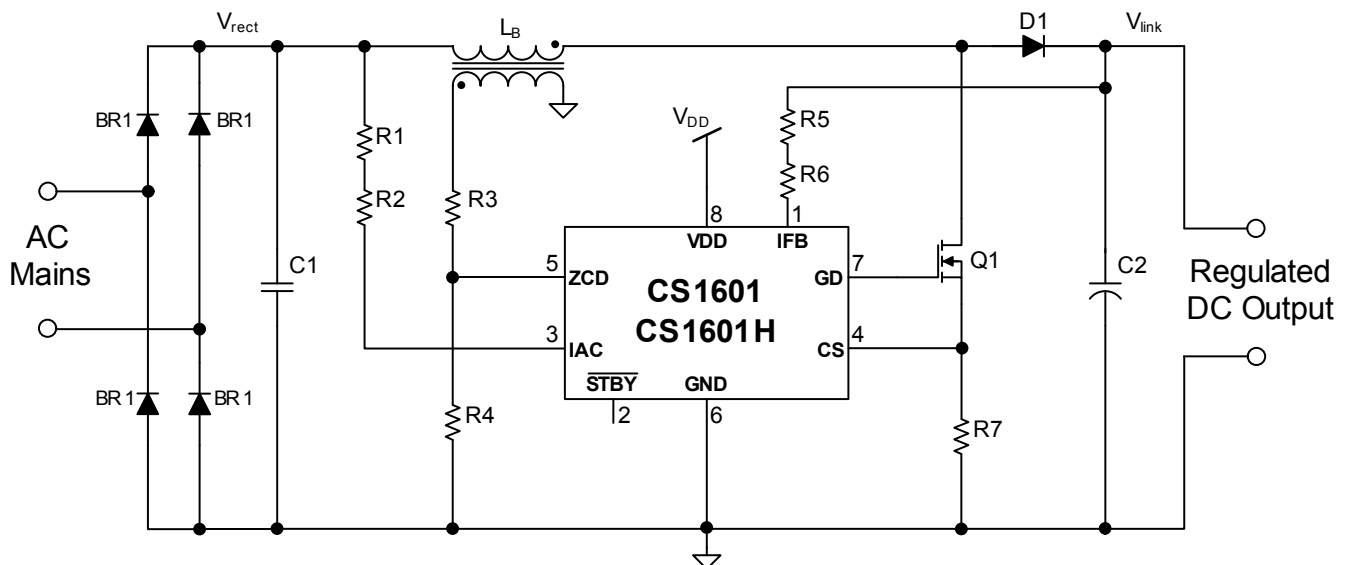 Vrect
LB
D1
Vlink
BR1
BR1
R1
R2
R3
VDD
R5
R6
AC
Mains
C1
8
1
VDD
IFB
5
ZCD
CS1601
CS1601H
7
GD
Q1
C2
Regulated
DC Output
3
IAC
4
CS
BR1
BR1
R4
STBY
2
GND
6
R7